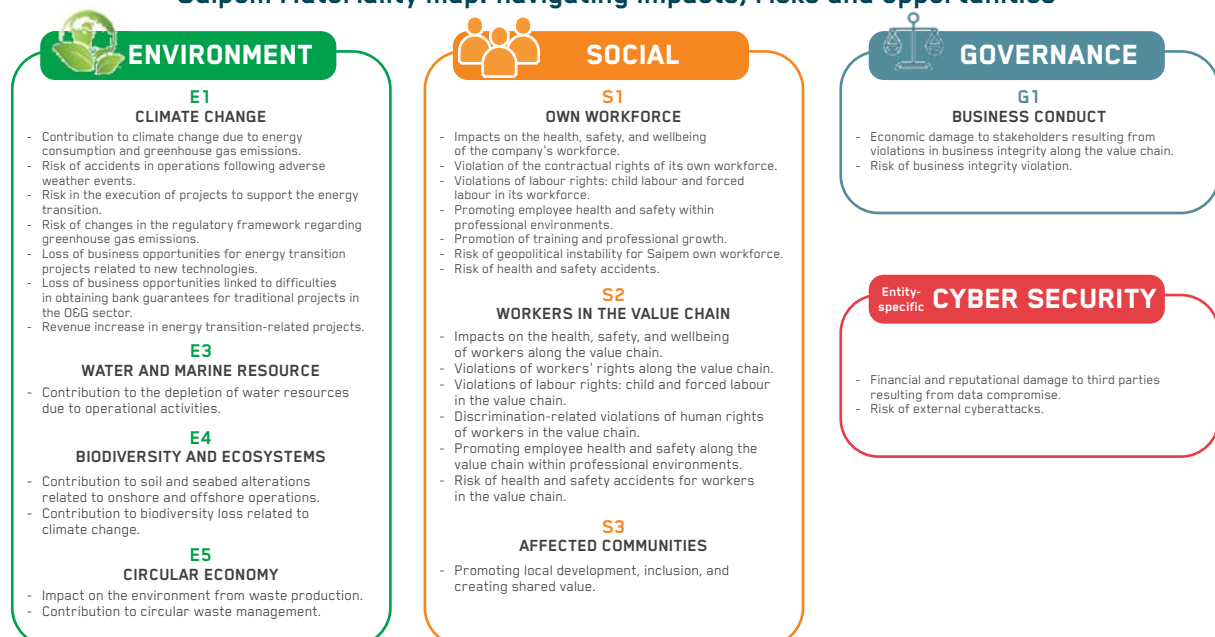 Saipem Materiality map: navigating impacts, risks and opportunities
ENVIRONMENT
E1
CLIMATE CHANGE
- Contribution to climate change due to energy
consumption and greenhouse gas emissions.
- Risk of accidents in operations following adverse
weather events.
- Risk in the execution of projects to support the energy
transition.
- Risk of changes in the regulatory framework regarding
greenhouse gas emissions.
- Loss of business opportunities for energy transition
projects related to new technologies.
- Loss of business opportunities linked to difficulties
in obtaining bank guarantees for traditional projects in
the O&G sector.
- Revenue increase in energy transition-related projects.
E3
WATER AND MARINE RESOURCE
- Contribution to the depletion of water resources
due to operational activities.
E4
BIODIVERSITY AND ECOSYSTEMS
- Contribution to soil and seabed alterations
related to onshore and offshore operations.
- Contribution to biodiversity loss related to
climate change.
E5
CIRCULAR ECONOMY
- Impact on the environment from waste production.
- Contribution to circular waste management.
SOCIAL
S1
OWN WORKFORCE
- Impacts on the health, safety, and wellbeing
of the company's workforce.
- Violation of the contractual rights of its own workforce.
- Violations of labour rights: child labour and forced
labour in its workforce.
- Promoting employee health and safety within
professional environments.
- Promotion of training and professional growth.
- Risk of geopolitical instability for Saipem own workforce.
- Risk of health and safety accidents.
S2
WORKERS IN THE VALUE CHAIN
- Impacts on the health, safety, and wellbeing
of workers along the value chain.
- Violations of workers' rights along the value chain.
- Violations of labour rights: child and forced labour
in the value chain.
- Discrimination-related violations of human rights
of workers in the value chain.
- Promoting employee health and safety along the
value chain within professional environments.
- Risk of health and safety accidents for workers
in the value chain.
S3
AFFECTED COMMUNITIES
- Promoting local development, inclusion, and
creating shared value.
GOVERNANCE
G1
BUSINESS CONDUCT
- Economic damage to stakeholders resulting from
violations in business integrity along the value chain.
- Risk of business integrity violation.
Entity-
specific
CYBER SECURITY
- Financial and reputational damage to third parties
resulting from data compromise.
- Risk of external cyberattacks.